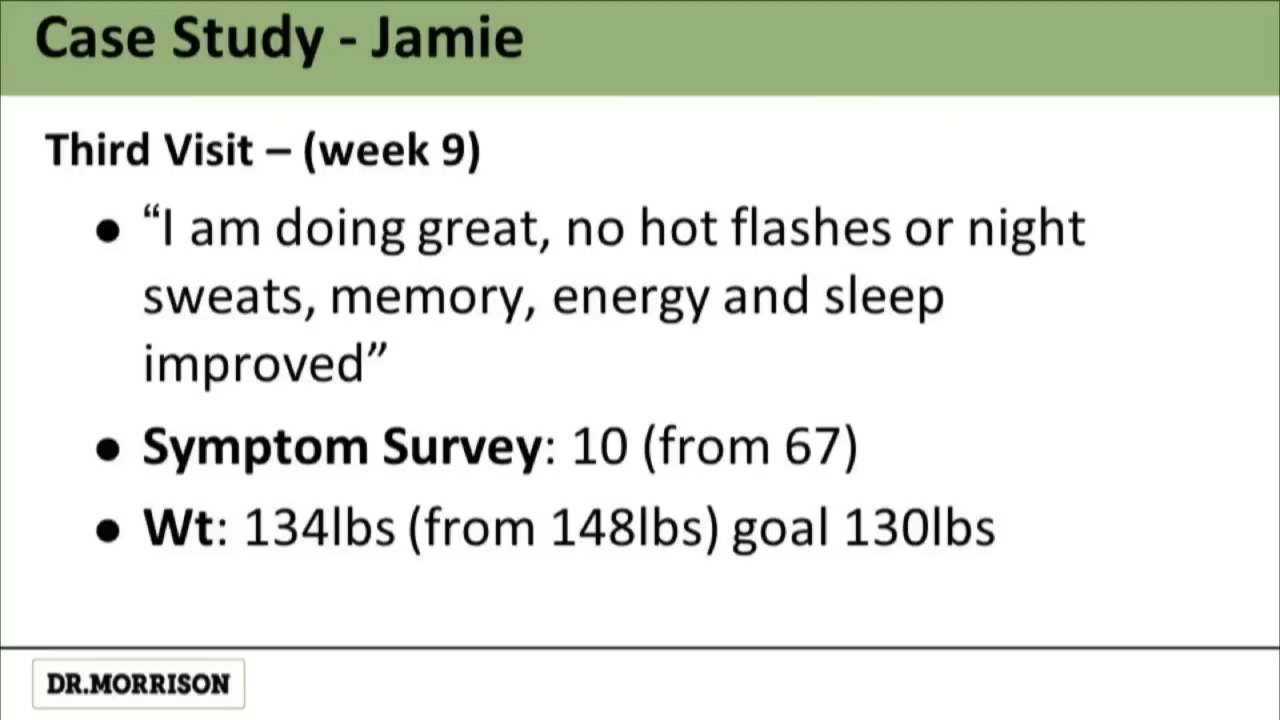 Case Study - Jamie
Third Visit – (week 9)
● “I am doing great, no hot flashes or night
sweats, memory, energy and sleep
improved”
● Symptom Survey: 10 (from 67)
● Wt: 134lbs (from 148lbs) goal 130lbs
DR.MORRISON